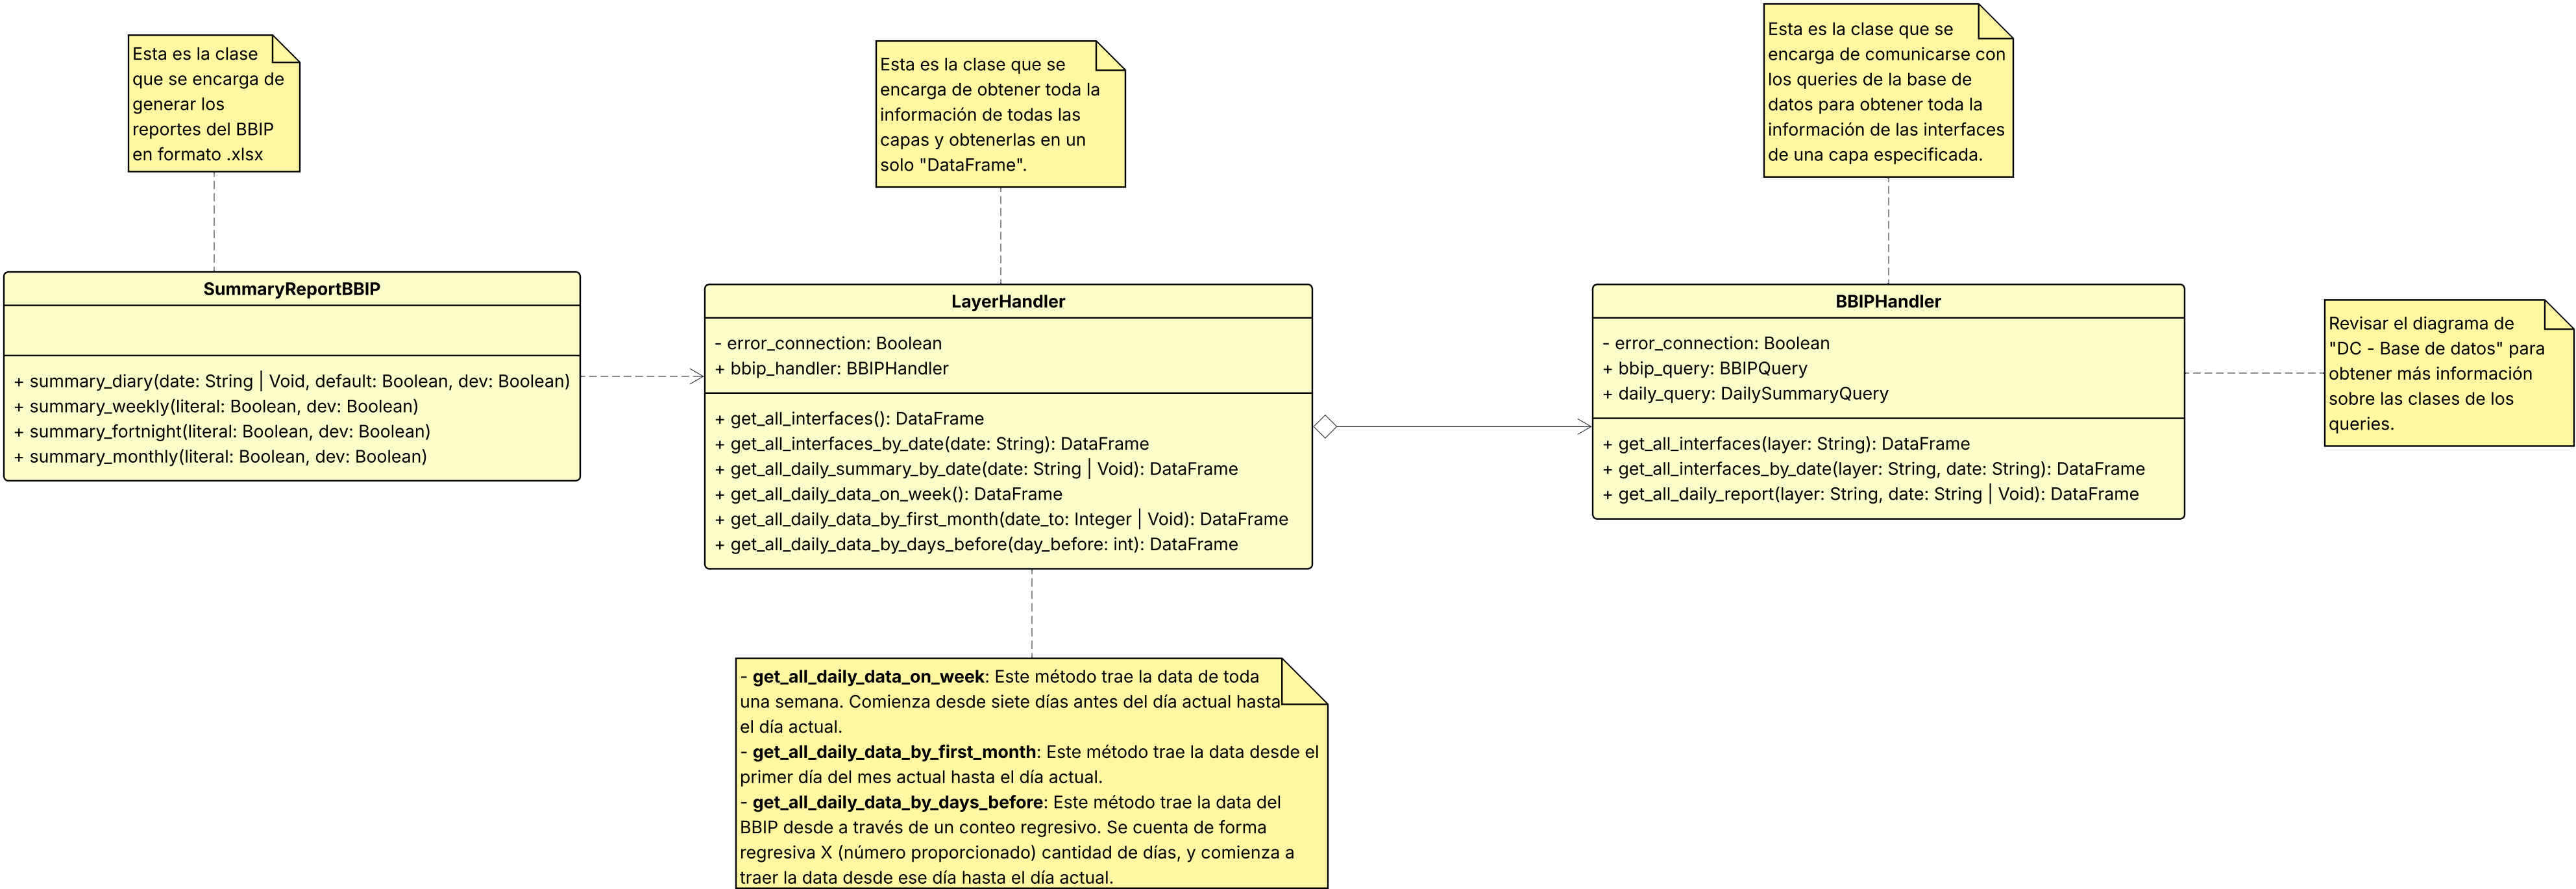 Esta es la clase
que se encarga de
generar los
reportes del BBIP
en formato .xlsx
Esta es la clase que se
encarga de obtener toda la
información de todas las
capas y obtenerlas en un
solo "DataFrame".
Esta es la clase que se
encarga de comunicarse con
los queries de la base de
datos para obtener toda la
información de las interfaces
de una capa especificada.
SummaryReportBBIP
+ summary_diary(date: String | Void, default: Boolean, dev: Boolean)
+ summary_weekly(literal: Boolean, dev: Boolean)
+ summary_fortnight(literal: Boolean, dev: Boolean)
+ summary_monthly(literal: Boolean, dev: Boolean)
LayerHandler
- error_connection: Boolean
+ bbip_handler: BBIPHandler
+ get_all_interfaces(): DataFrame
+ get_all_interfaces_by_date(date: String): DataFrame
+ get_all_daily_summary_by_date(date: String | Void): DataFrame
+ get_all_daily_data_on_week(): DataFrame
+ get_all_daily_data_by_first_month(date_to: Integer | Void): DataFrame
+ get_all_daily_data_by_days_before(day_before: int): DataFrame
BBIPHandler
- error_connection: Boolean
+ bbip_query: BBIPQuery
+ daily_query: DailySummaryQuery
+ get_all_interfaces(layer: String): DataFrame
+ get_all_interfaces_by_date(layer: String, date: String): DataFrame
+ get_all_daily_report(layer: String, date: String | Void): DataFrame
Revisar el diagrama de
"DC - Base de datos" para
obtener más información
sobre las clases de los
queries.
- get_all_daily_data_on_week: Este método trae la data de toda
una semana. Comienza desde siete días antes del día actual hasta
el día actual.
- get_all_daily_data_by_first_month: Este método trae la data desde el
primer día del mes actual hasta el día actual.
- get_all_daily_data_by_days_before: Este método trae la data del
BBIP desde a través de un conteo regresivo. Se cuenta de forma
regresiva X (número proporcionado) cantidad de días, y comienza a
traer la data desde ese día hasta el día actual.